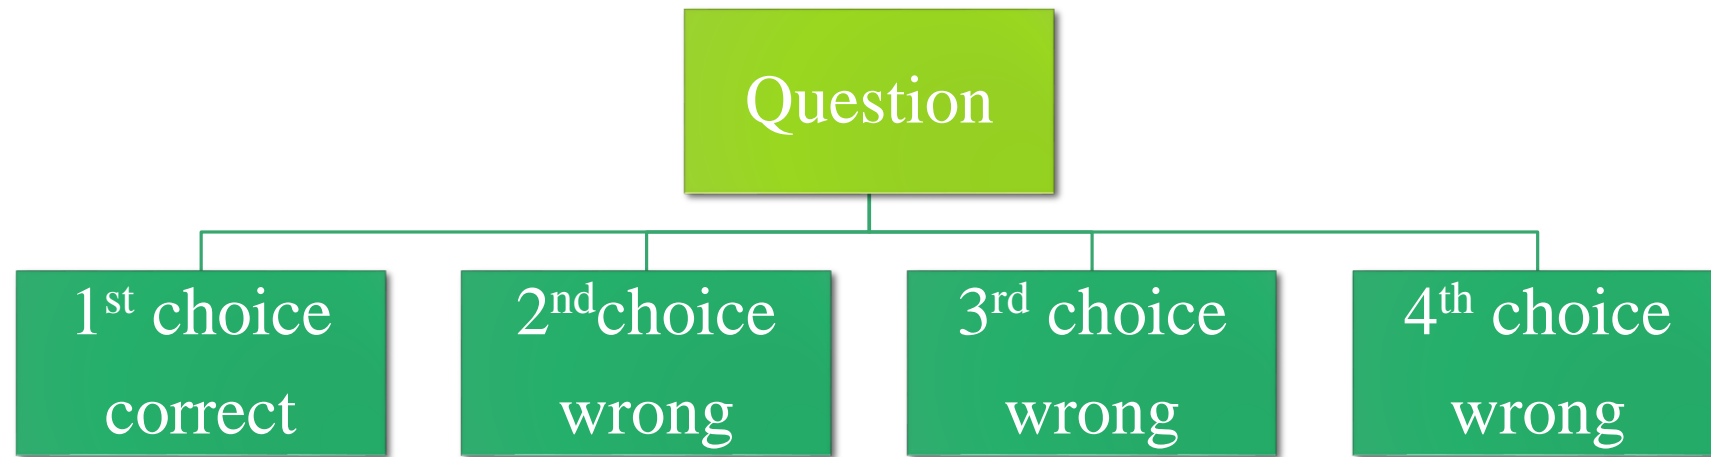 Question
1st choice
correct
2ndchoice
wrong
3rd choice
wrong
4th choice
wrong